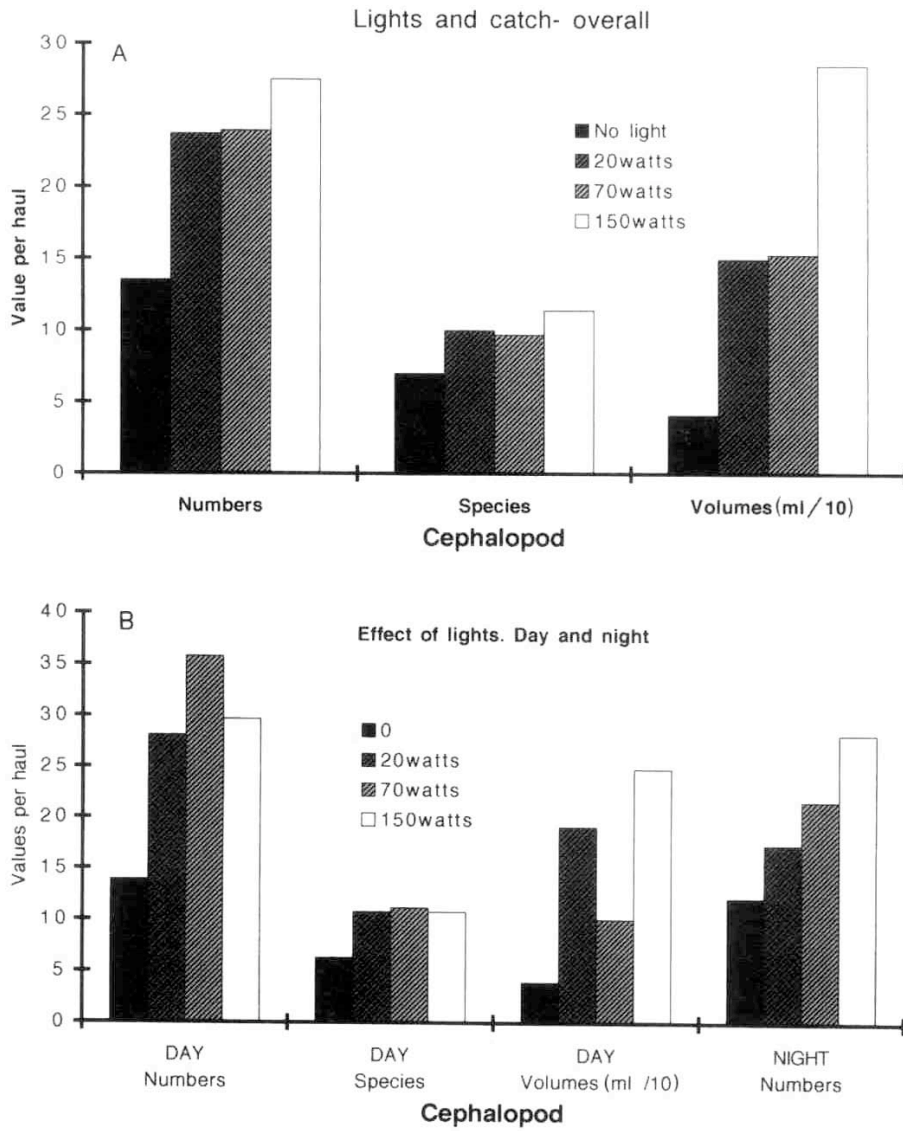 Lights and catch- overall
A
30
25
20
15
10
5
0
Value per haul
No light
20watts
70watts
150watts
Numbers
Species
Volumes(ml/10)
Cephalopod
B
Effect of lights. Day and night
40
35
30
25
20
15
10
5
0
Values per haul
0
20watts
70watts
150watts
DAY
Numbers
DAY
Species
DAY
Volumes(ml /10)
NIGHT
Numbers
Cephalopod